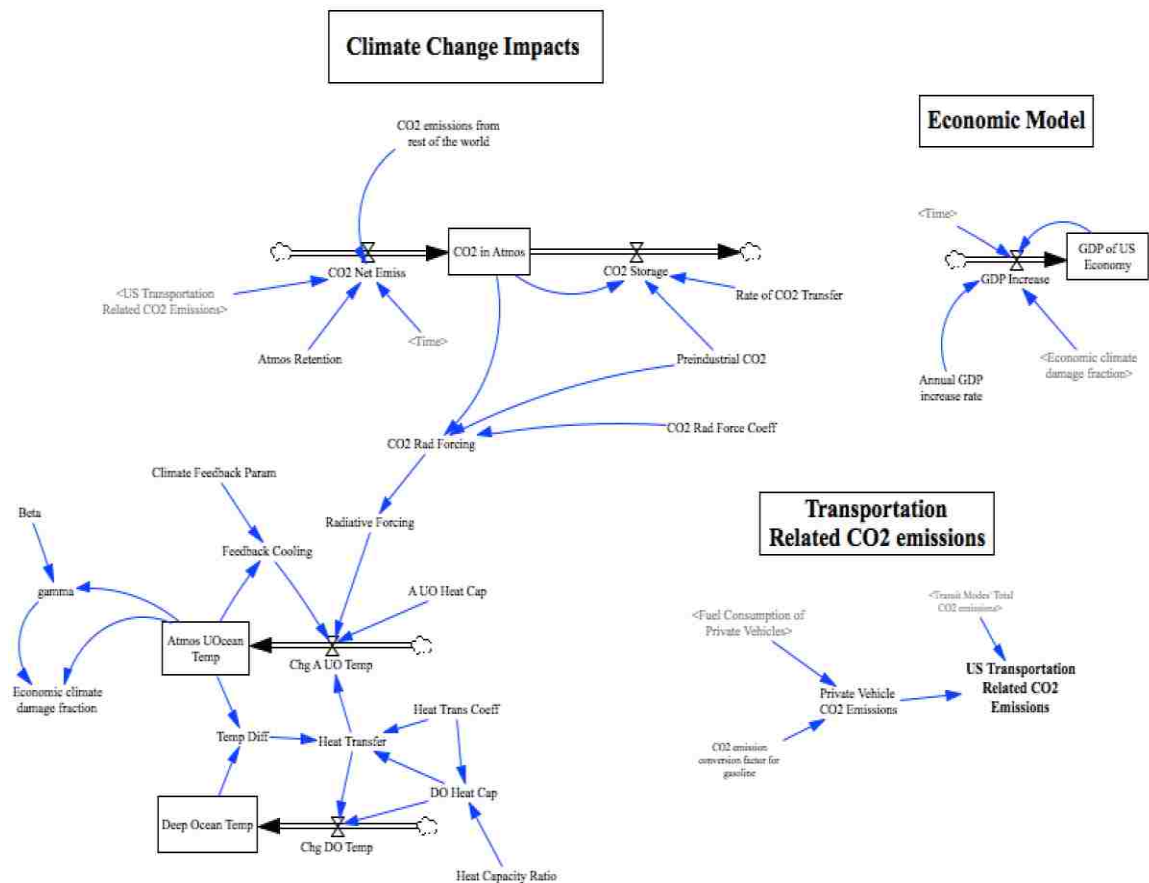 Climate Change Impacts
Economic Model
CO2 emissions from
rest of the world
<Time>
CO2 in Atmos
GDP of US
Economy
CO2 Net Emiss
CO2 Storage
GDP Increase
<US Transportation
Related CO2 Emissions>
Rate of CO2 Transfer
<Time>
Atmos Retention
Preindustrial CO2
<Economic climate
damage fraction>
Annual GDP
increase rate
CO2 Rad Force Coeff
CO2 Rad Forcing
Climate Feedback Param
Transportation
Related CO2 emissions
Beta
Radiative Forcing
Feedback Cooling
gamma
A UO Heat Cap
<Transit Modes' Total
CO2 emissions>
<Fuel Consumption of
Private Vehicles>
Atmos UOcean
Temp
Chg A UO Temp
US Transportation
Related CO2
Emissions
Economic climate
damage fraction
Private Vehicle
CO2 Emissions
Heat Trans Coeff
Temp Diff
Heat Transfer
CO2 emission
conversion factor for
gasoline
DO Heat Cap
Deep Ocean Temp
Chg DO Temp
Heat Capacity Ratio